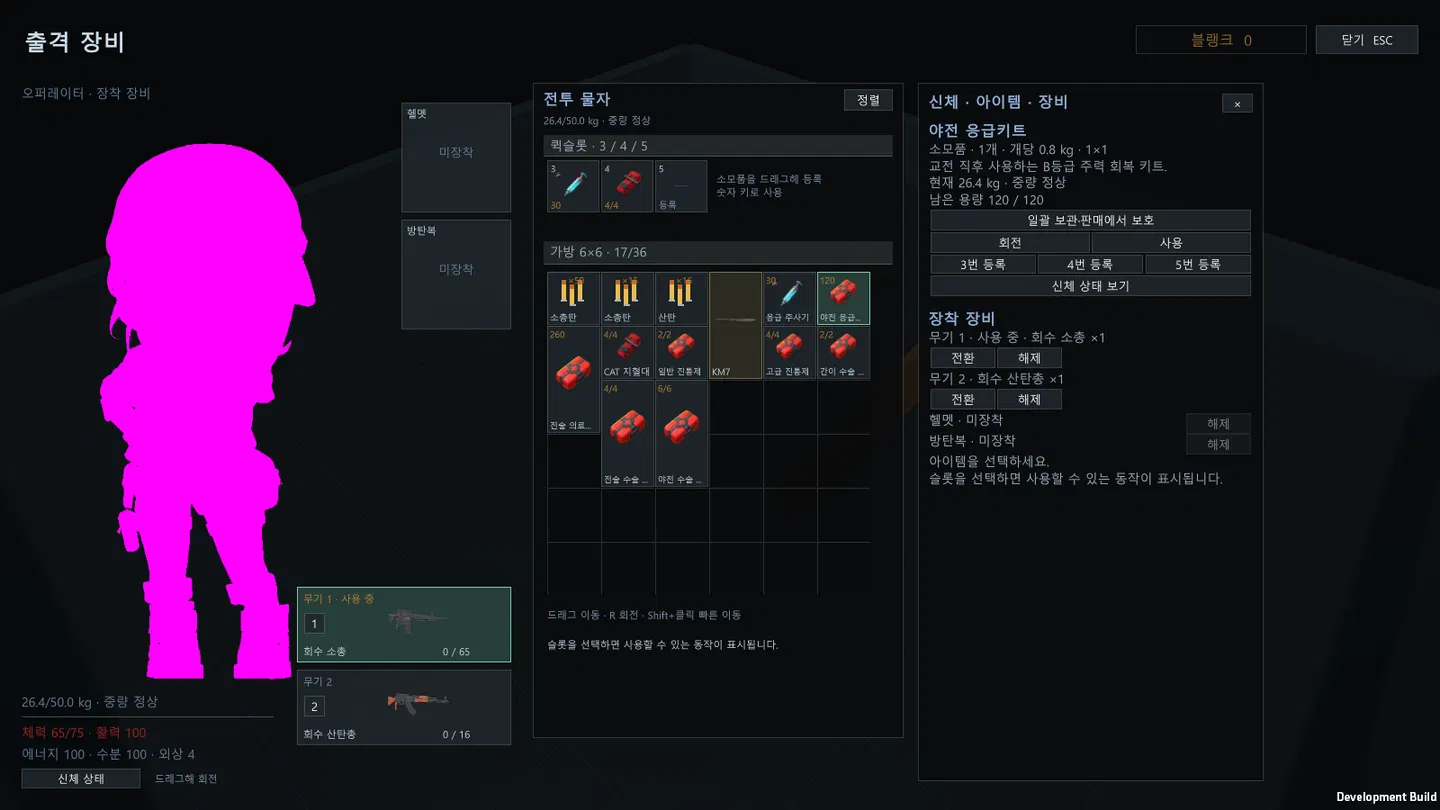 출격 장비
블랭크 0
닫기 ESC
오퍼레이터 · 장착 장비
헬멧
미장착
방탄복
미장착
무기 1 · 사용 중
1
회수 소총
0 / 65
무기 2
2
회수 산탄총
0 / 16
26.4/50.0 kg · 중량 정상
체력 65/75 · 활력 100
에너지 100 · 수분 100 · 외상 4
신체 상태
드래그해 회전
전투 물자
정렬
26.4/50.0 kg · 중량 정상
퀵슬롯 · 3 / 4 / 5
3
30
4
4/4
5
등록
소모품을 드래그해 등록
숫자 키로 사용
가방 6×6 · 17/36
소총탄
소총탄
산탄
KM7
30
응급 주사기
120
야전 응급...
260
전술 의료...
4/4
CAT 지혈대
2/2
일반 진통제
4/4
고급 진통제
2/2
간이 수술 ...
4/4
전술 수술 ...
6/6
야전 수술 ...
드래그 이동 · R 회전 · Shift+클릭 빠른 이동
슬롯을 선택하면 사용할 수 있는 동작이 표시됩니다.
신체 · 아이템 · 장비
×
야전 응급키트
소모품 · 1개 · 개당 0.8 kg · 1×1
교전 직후 사용하는 B등급 주력 회복 키트.
현재 26.4 kg · 중량 정상
남은 용량 120 / 120
일괄 보관·판매에서 보호
회전
사용
3번 등록
4번 등록
5번 등록
신체 상태 보기
장착 장비
무기 1 · 사용 중 · 회수 소총 ×1
전환
해제
무기 2 · 회수 산탄총 ×1
전환
해제
헬멧 · 미장착
해제
방탄복 · 미장착
해제
아이템을 선택하세요.
슬롯을 선택하면 사용할 수 있는 동작이 표시됩니다.
Development Build